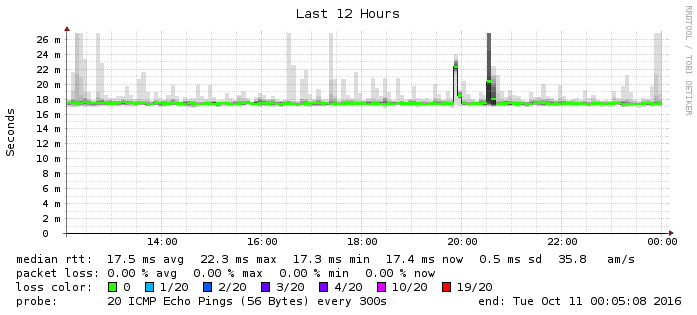 Last 12 Hours
RRDTOOL / TOBI OETIKER
Seconds
26 m
24 m
22 m
20 m
18 m
16 m
14 m
12 m
10 m
8 m
6 m
4 m
2 m
0
14:00 16:00 18:00 20:00 22:00 00:00
median rtt: 17.5 ms avg 22.3 ms max 17.3 ms min 17.4 ms now 0.5 ms sd 35.8 am/s
packet loss: 0.00 % avg 0.00 % max 0.00 % min 0.00 % now
loss color: 0 1/20 2/20 3/20 4/20 10/20 19/20
probe: 20 ICMP Echo Pings (56 Bytes) every 300s end: Tue Oct 11 00:05:08 2016